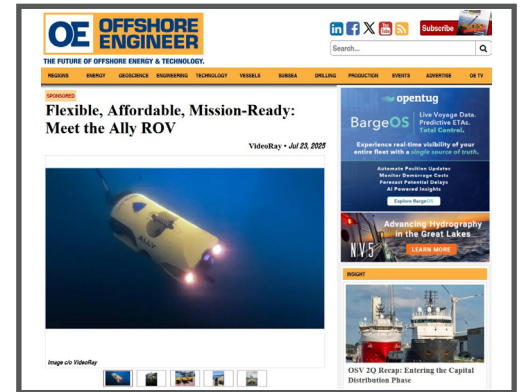 OE OFFSHORE
ENGINEER
THE FUTURE OF OFFSHORE ENERGY & TECHNOLOGY.
Subscribe
Search...
REGIONS ENERGY GEOSCIENCE ENGINEERING TECHNOLOGY VESSELS SUBSEA DRILLING PRODUCTION EVENTS ADVERTISE OE TV
SPONSORED
Flexible, Affordable, Mission-Ready:
Meet the Ally ROV
VideoRay • Jul 23, 2025
ALLY
Image c/o VideoRay
opentug
BargeOS
Live Voyage Data.
Predictive ETAs.
Total Control.
Experience real-time visibility of your
entire fleet with a single source of truth.
Automate Position Updates
Monitor Demurrage Costs
Forecast Potential Delays
AI Powered Insights
Explore BargeOS
Advancing Hydrography
in the Great Lakes
NV5
LEARN MORE
INSIGHT
OSV 2Q Recap: Entering the Capital
Distribution Phase